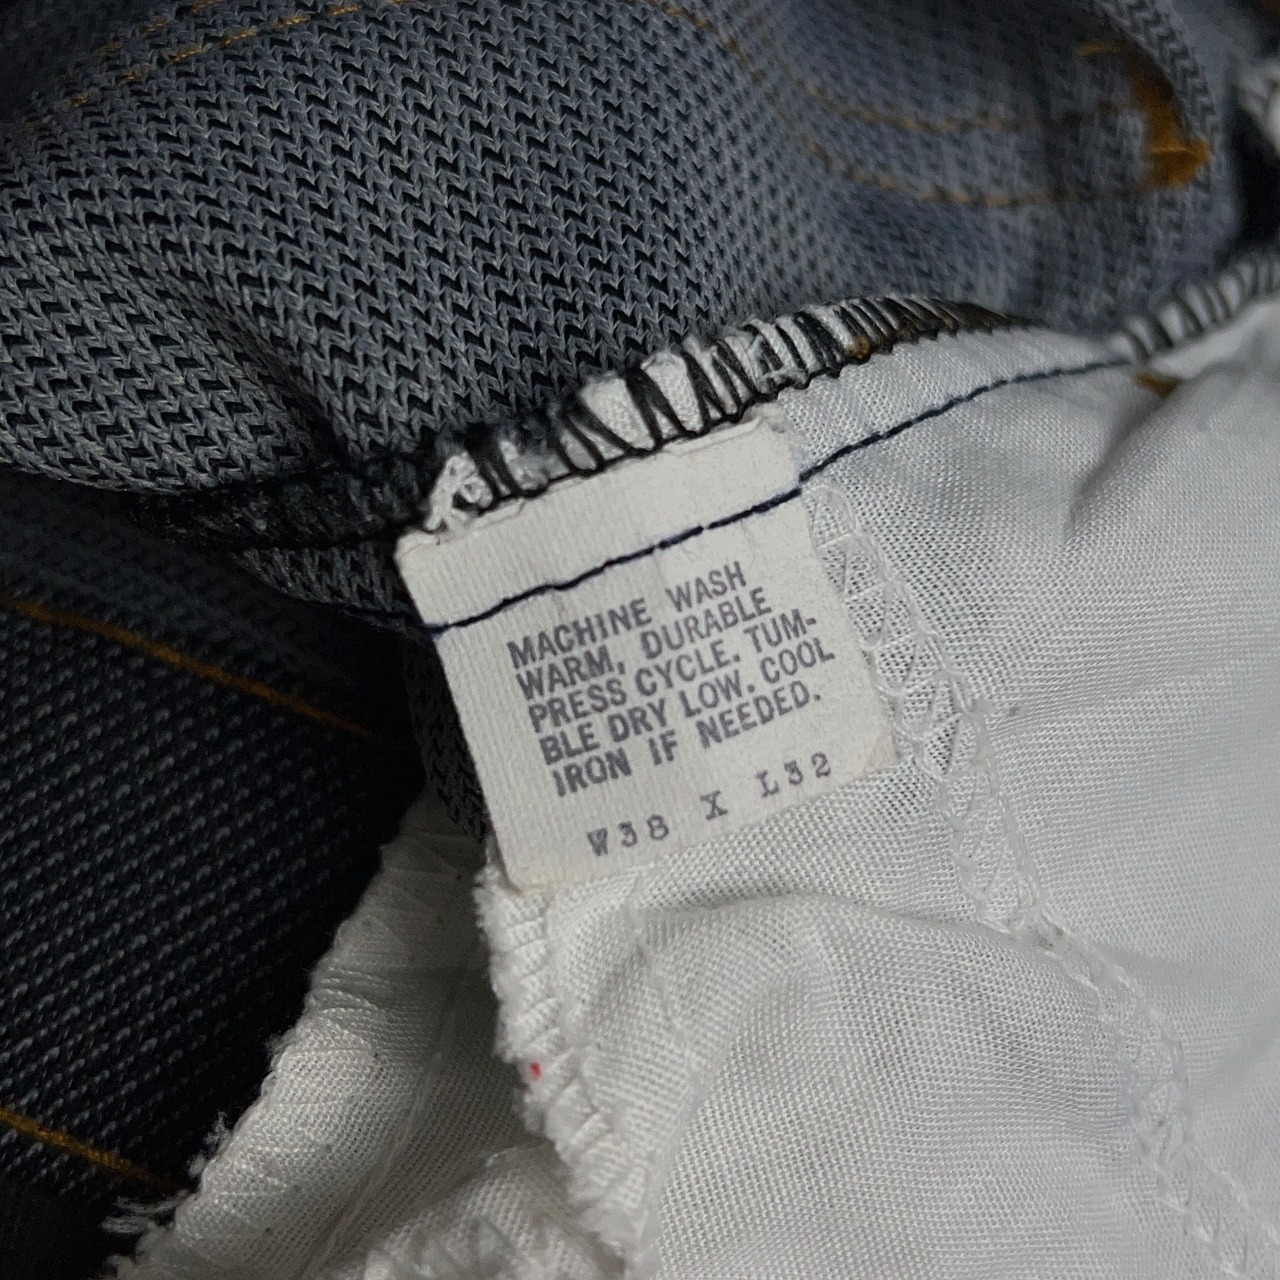 MACHINE WASH
WARM, DURABLE
PRESS CYCLE. TUM-
BLE DRY LOW. COOL
IRON IF NEEDED.
W38 X L32